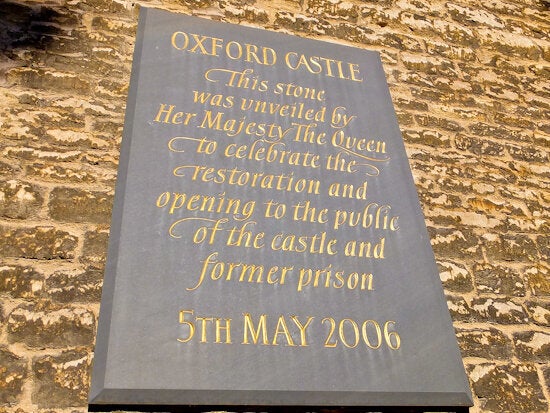 OXFORD CASTLE
This stone
was unveiled by
Her Majesty The Queen
to celebrate the
restoration and
opening to the public
of the castle and
former prison
5TH MAY 2006